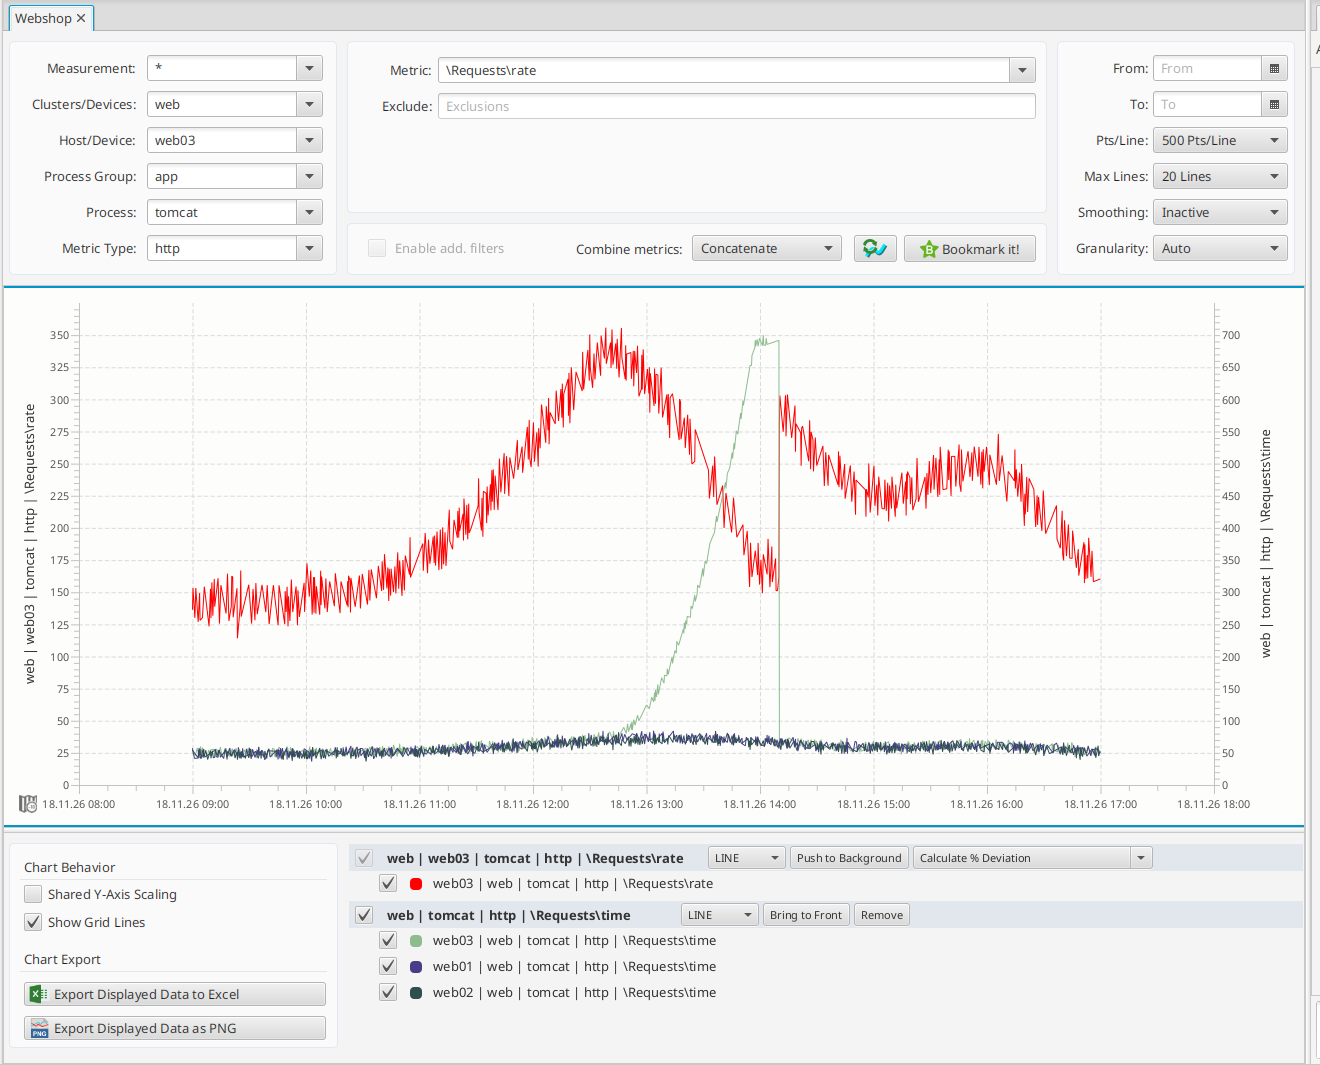 Webshop
Measurement: *
Clusters/Devices: web
Host/Device: web03
Process Group: app
Process: tomcat
Metric Type: http
Metric: \Requests\rate
Exclude: Exclusions
Enable add. filters
Combine metrics: Concatenate
Bookmark it!
From: From
To: To
Pts/Line: 500 Pts/Line
Max Lines: 20 Lines
Smoothing: Inactive
Granularity: Auto
web | web03 | tomcat | http | \Requests\rate
350
325
300
275
250
225
200
175
150
125
100
75
50
25
0
700
650
600
550
500
450
400
350
300
250
200
150
100
50
0
web | tomcat | http | \Requests\time
18.11.26 08:00
18.11.26 09:00
18.11.26 10:00
18.11.26 11:00
18.11.26 12:00
18.11.26 13:00
18.11.26 14:00
18.11.26 15:00
18.11.26 16:00
18.11.26 17:00
18.11.26 18:00
Chart Behavior
Shared Y-Axis Scaling
Show Grid Lines
Chart Export
Export Displayed Data to Excel
PNG Export Displayed Data as PNG
web | web03 | tomcat | http | \Requests\rate LINE Push to Background Calculate % Deviation
web03 | web | tomcat | http | \Requests\rate
web | tomcat | http | \Requests\time LINE Bring to Front Remove
web03 | web | tomcat | http | \Requests\time
web01 | web | tomcat | http | \Requests\time
web02 | web | tomcat | http | \Requests\time